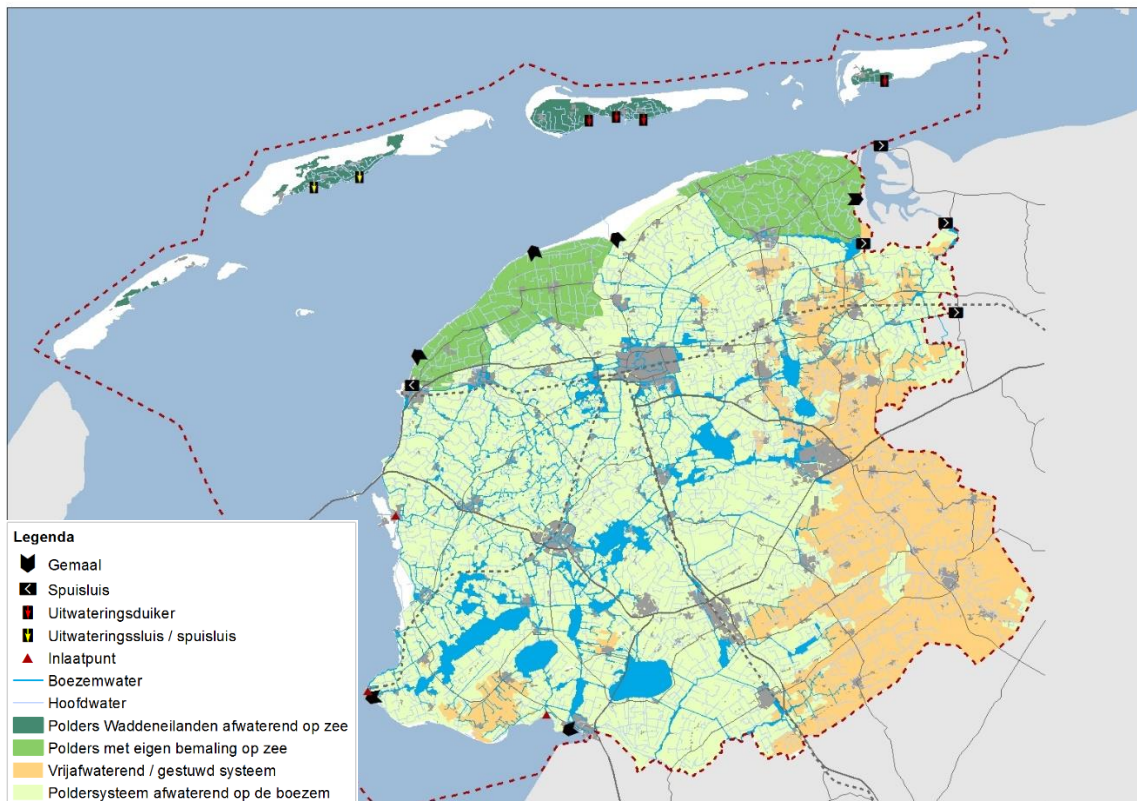 Legenda
Gemaal
Spuisluis
Uitwateringsduiker
Uitwateringssluis / spuisluis
Inlaatpunt
Boezemwater
Hoofdwater
Polders Waddeneilanden afwaterend op zee
Polders met eigen bemaling op zee
Vrijafwaterend / gestuwd systeem
Poldersysteem afwaterend op de boezem